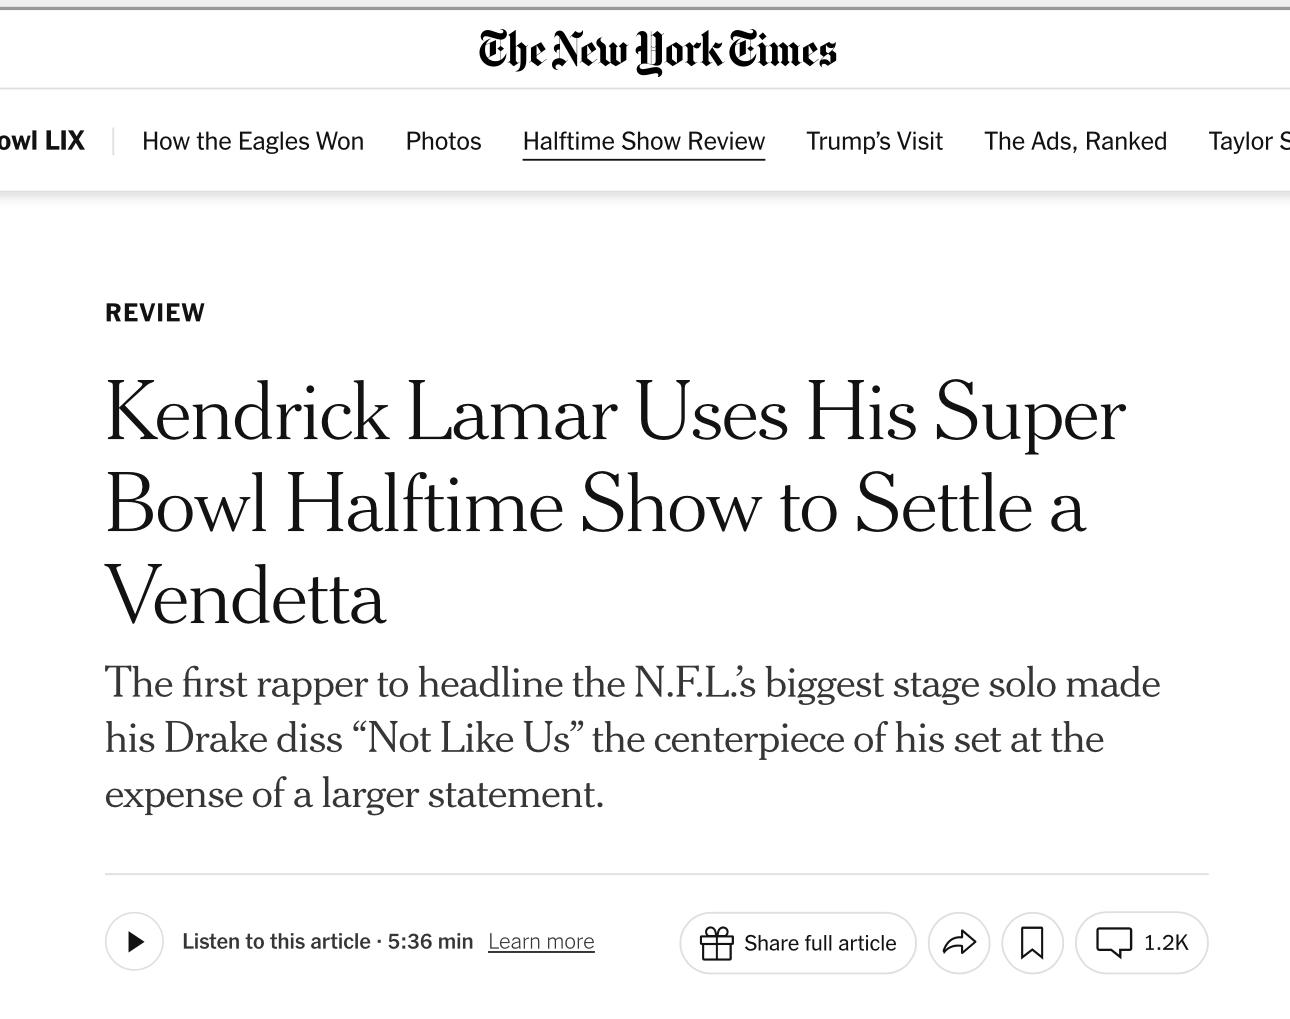 The New York Times
owl LIX How the Eagles Won Photos Halftime Show Review Trump’s Visit The Ads, Ranked Taylor S
REVIEW
Kendrick Lamar Uses His Super
Bowl Halftime Show to Settle a
Vendetta
The first rapper to headline the N.F.L.’s biggest stage solo made
his Drake diss “Not Like Us” the centerpiece of his set at the
expense of a larger statement.
Listen to this article · 5:36 min Learn more Share full article 1.2K